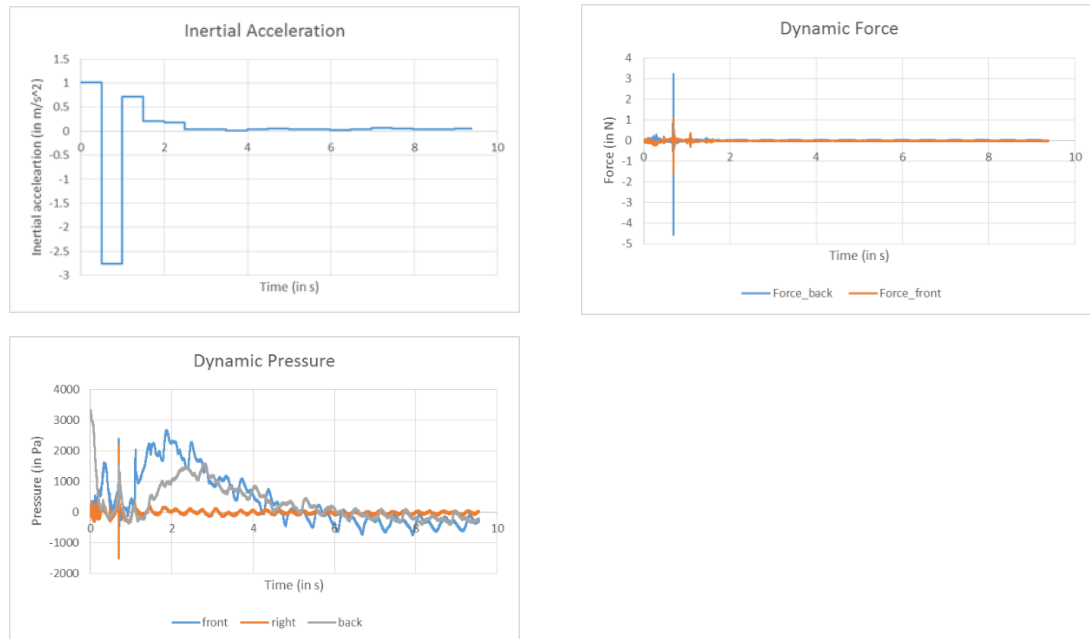 Inertial Acceleration
Inertial acceleartion (in m/s^2)
1.5
1
0.5
0
-0.5
-1
-1.5
-2
-2.5
-3
0 2 4 6 8 10
Time (in s)
Dynamic Force
Force (in N)
4
3
2
1
0
-1
-2
-3
-4
-5
0 2 4 6 8 10
Time (in s)
Force_back Force_front
Dynamic Pressure
Pressure (in Pa)
4000
3000
2000
1000
0
-1000
-2000
0 2 4 6 8 10
Time (in s)
front right back